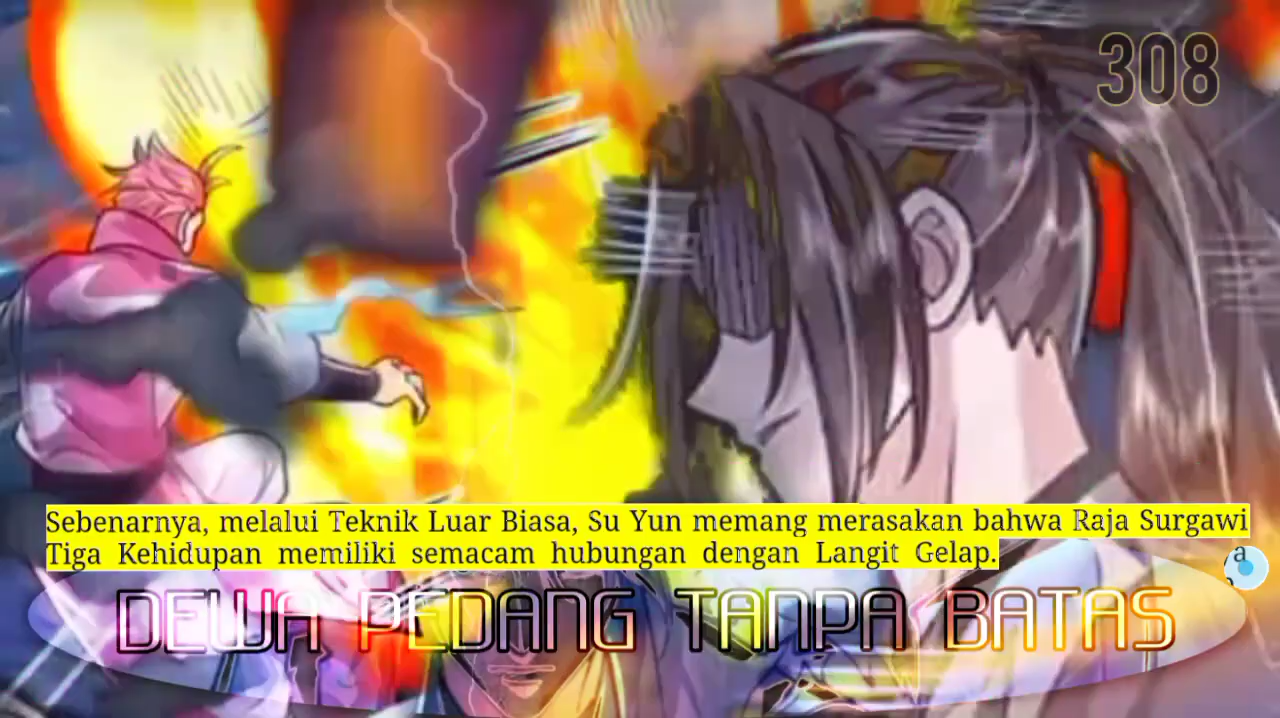 308
Sebenarnya, melalui Teknik Luar Biasa, Su Yun memang merasakan bahwa Raja Surgawi
Tiga Kehidupan memiliki semacam hubungan dengan Langit Gelap.
a
DEWA PEDANG TANPA BATAS